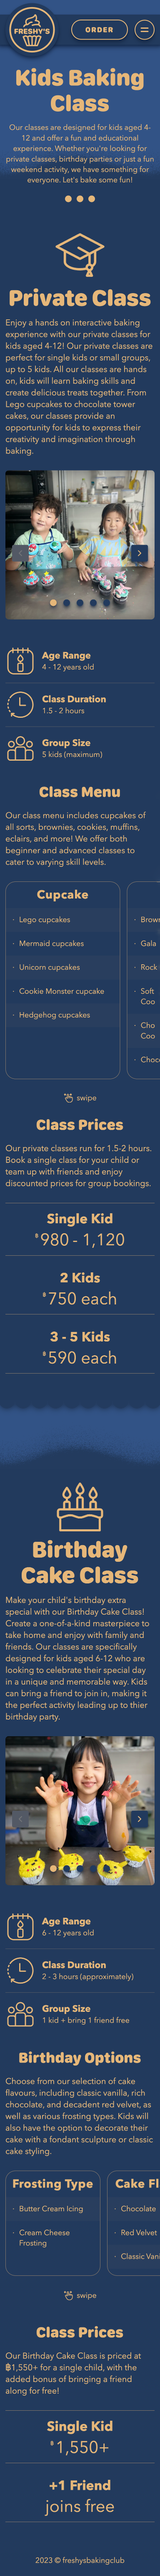 FRESHY'S
ORDER
Kids Baking
Class
Our classes are designed for kids aged 4-
12 and offer a fun and educational
experience. Whether you're looking for
private classes, birthday parties or just a fun
weekend activity, we have something for
everyone. Let's bake some fun!
Private Class
Enjoy a hands on interactive baking
experience with our private classes for
kids aged 4-12! Our private classes are
perfect for single kids or small groups,
up to 5 kids. All our classes are hands
on, kids will learn baking skills and
create delicious treats together. From
Lego cupcakes to chocolate tower
cakes, our classes provide an
opportunity for kids to express their
creativity and imagination through
baking.
Age Range
4 - 12 years old
Class Duration
1.5 - 2 hours
Group Size
5 kids (maximum)
Class Menu
Our class menu includes cupcakes of
all sorts, brownies, cookies, muffins,
eclairs, and more! We offer both
beginner and advanced classes to
cater to varying skill levels.
Cupcake
· Lego cupcakes
· Mermaid cupcakes
· Unicorn cupcakes
· Cookie Monster cupcake
· Hedgehog cupcakes
· Brow
· Gala
· Rock
· Soft
Coo
· Cho
Coo
· Choc
swipe
Class Prices
Our private classes run for 1.5-2 hours.
Book a single class for your child or
team up with friends and enjoy
discounted prices for group bookings.
Single Kid
฿980 - 1,120
2 Kids
฿750 each
3 - 5 Kids
฿590 each
Birthday
Cake Class
Make your child's birthday extra
special with our Birthday Cake Class!
Create a one-of-a-kind masterpiece to
take home and enjoy with family and
friends. Our classes are specifically
designed for kids aged 6-12 who are
looking to celebrate their special day
in a unique and memorable way. Kids
can bring a friend to join in, making it
the perfect activity leading up to thier
birthday party.
Age Range
6 - 12 years old
Class Duration
2 - 3 hours (approximately)
Group Size
1 kid + bring 1 friend free
Birthday Options
Choose from our selection of cake
flavours, including classic vanilla, rich
chocolate, and decadent red velvet, as
well as various frosting types. Kids will
also have the option to decorate their
cake with a fondant sculpture or classic
cake styling.
Frosting Type
· Butter Cream Icing
· Cream Cheese
Frosting
Cake Fl
· Chocolate
· Red Velvet
· Classic Vani
swipe
Class Prices
Our Birthday Cake Class is priced at
฿1,550+ for a single child, with the
added bonus of bringing a friend
along for free!
Single Kid
฿1,550+
+1 Friend
joins free
2023 © freshysbakingclub